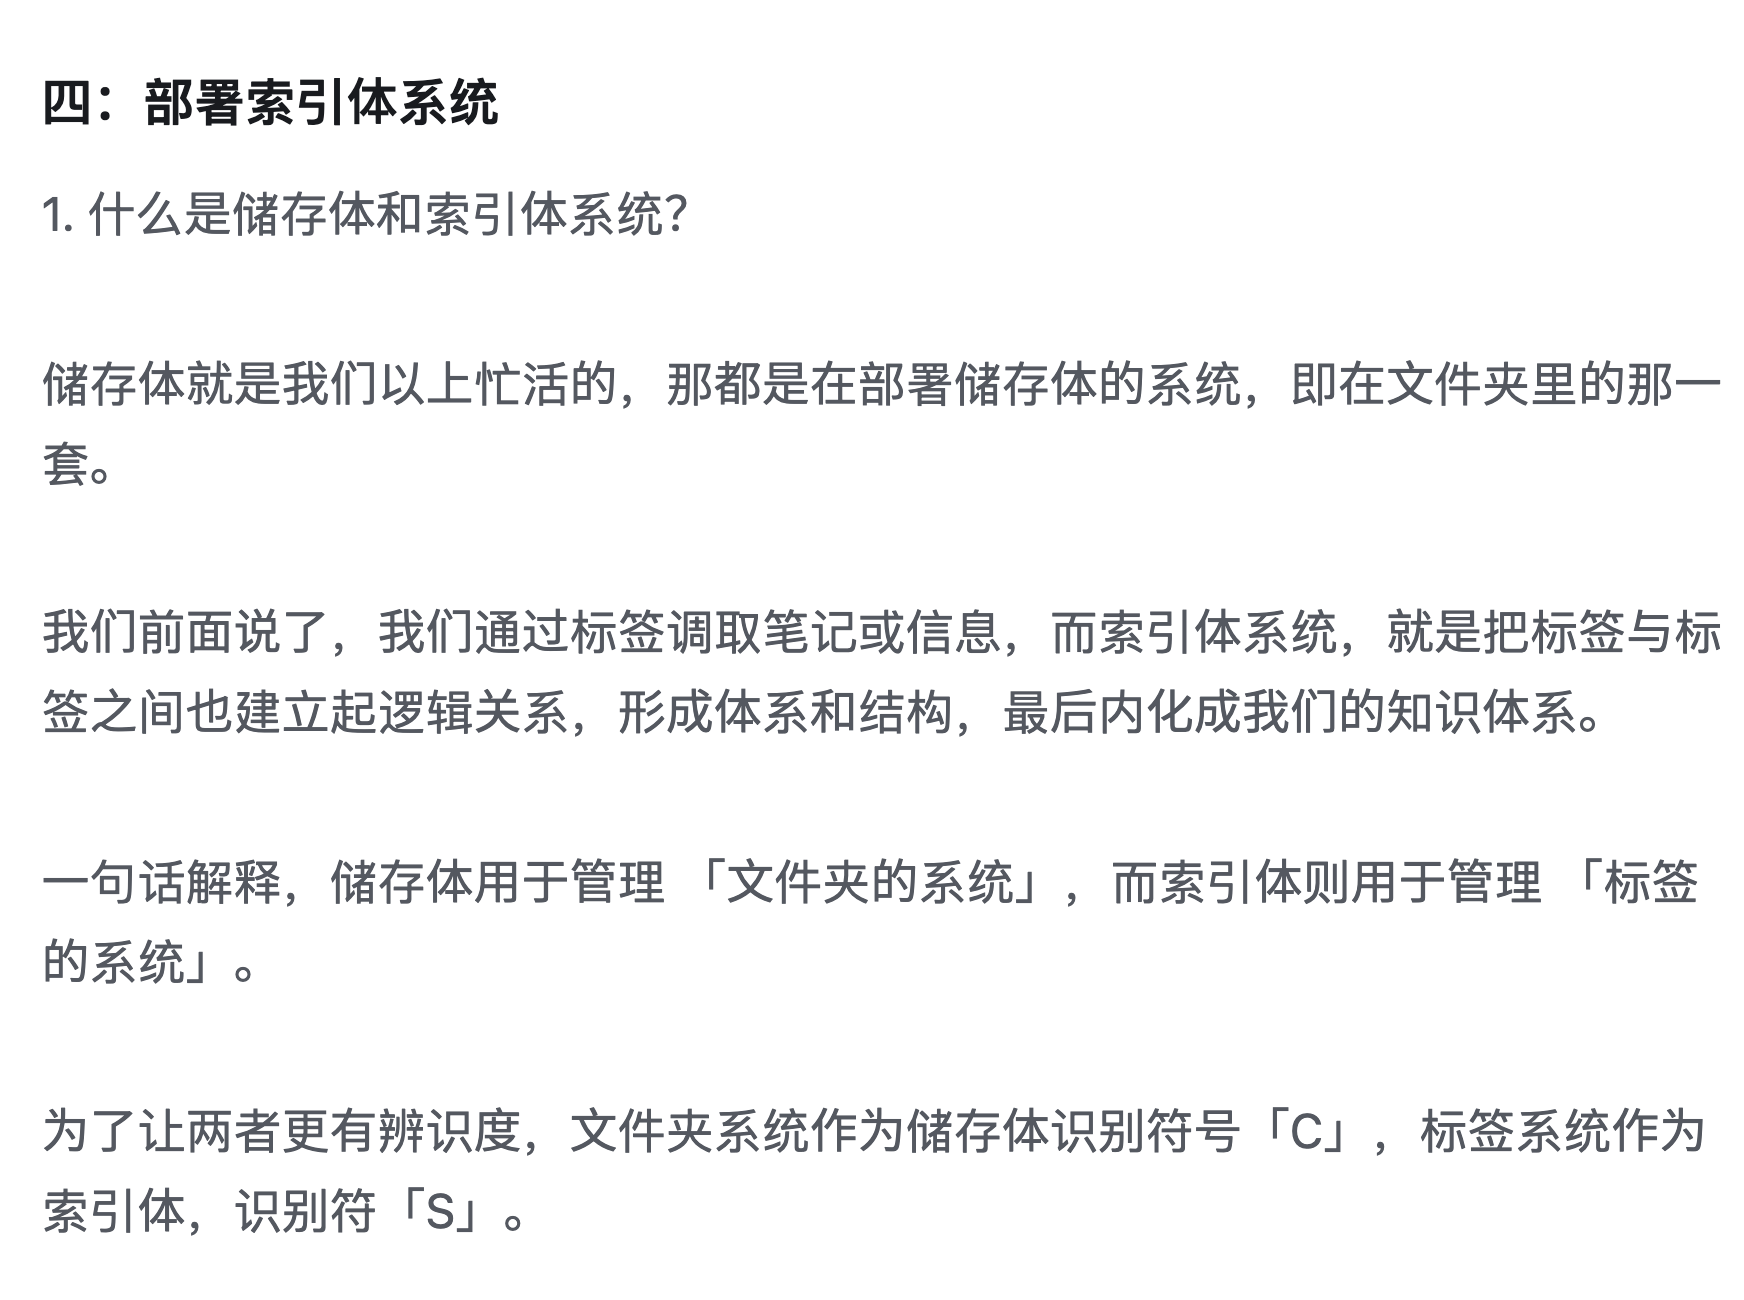 四：部署索引体系统
1. 什么是储存体和索引体系统？
储存体就是我们以上忙活的，那都是在部署储存体的系统，即在文件夹里的那一
套。
我们前面说了，我们通过标签调取笔记或信息，而索引体系统，就是把标签与标
签之间也建立起逻辑关系，形成体系和结构，最后内化成我们的知识体系。
一句话解释，储存体用于管理 「文件夹的系统」，而索引体则用于管理 「标签
的系统」。
为了让两者更有辨识度，文件夹系统作为储存体识别符号「C」，标签系统作为
索引体，识别符「S」。